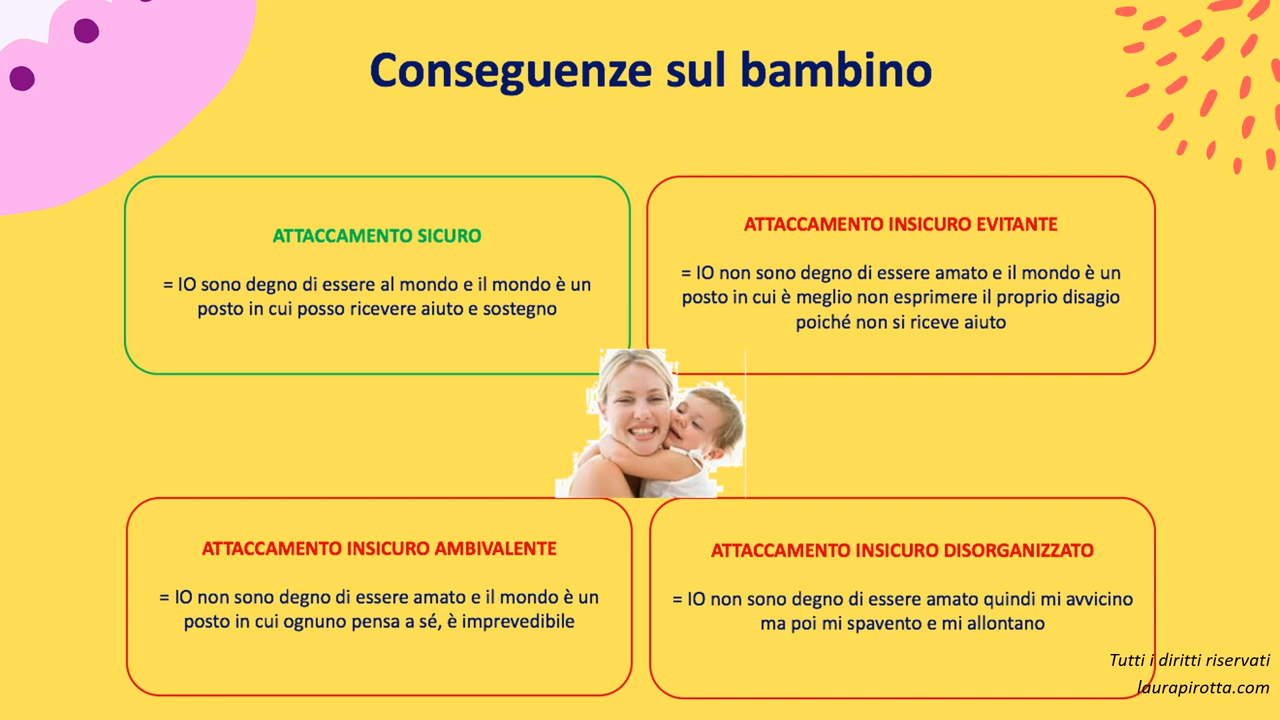 Conseguenze sul bambino
ATTACCAMENTO SICURO
= IO sono degno di essere al mondo e il mondo è un
posto in cui posso ricevere aiuto e sostegno
ATTACCAMENTO INSICURO EVITANTE
= IO non sono degno di essere amato e il mondo è un
posto in cui è meglio non esprimere il proprio disagio
poiché non si riceve aiuto
ATTACCAMENTO INSICURO AMBIVALENTE
= IO non sono degno di essere amato e il mondo è un
posto in cui ognuno pensa a sé, è imprevedibile
ATTACCAMENTO INSICURO DISORGANIZZATO
= IO non sono degno di essere amato quindi mi avvicino
ma poi mi spavento e mi allontano
Tutti i diritti riservati
laurapirotta.com